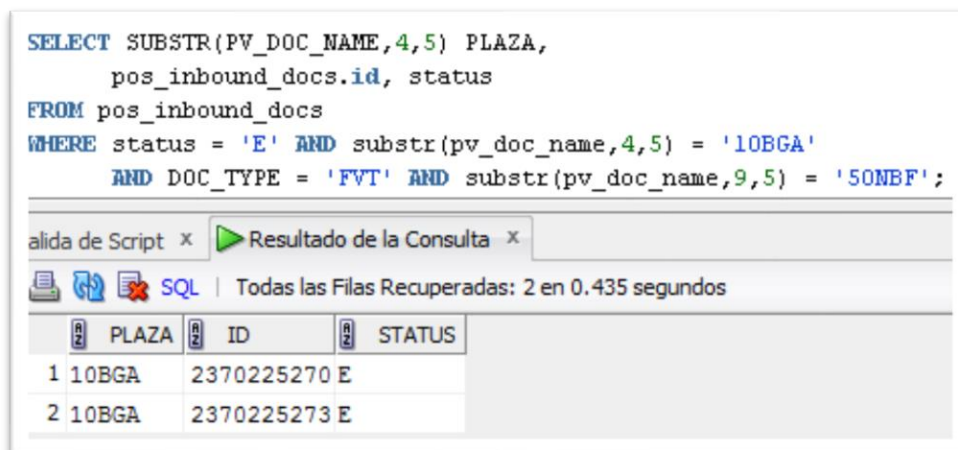 SELECT SUBSTR(PV_DOC_NAME,4,5) PLAZA,
pos_inbound_docs.id, status
FROM pos_inbound_docs
WHERE status = 'E' AND substr(pv_doc_name,4,5) = '10BGA'
AND DOC_TYPE = 'FVT' AND substr(pv_doc_name,9,5) = '50NBF';
alida de Script x Resultado de la Consulta x
SQL | Todas las Filas Recuperadas: 2 en 0.435 segundos
PLAZA ID STATUS
1 10BGA 2370225270 E
2 10BGA 2370225273 E